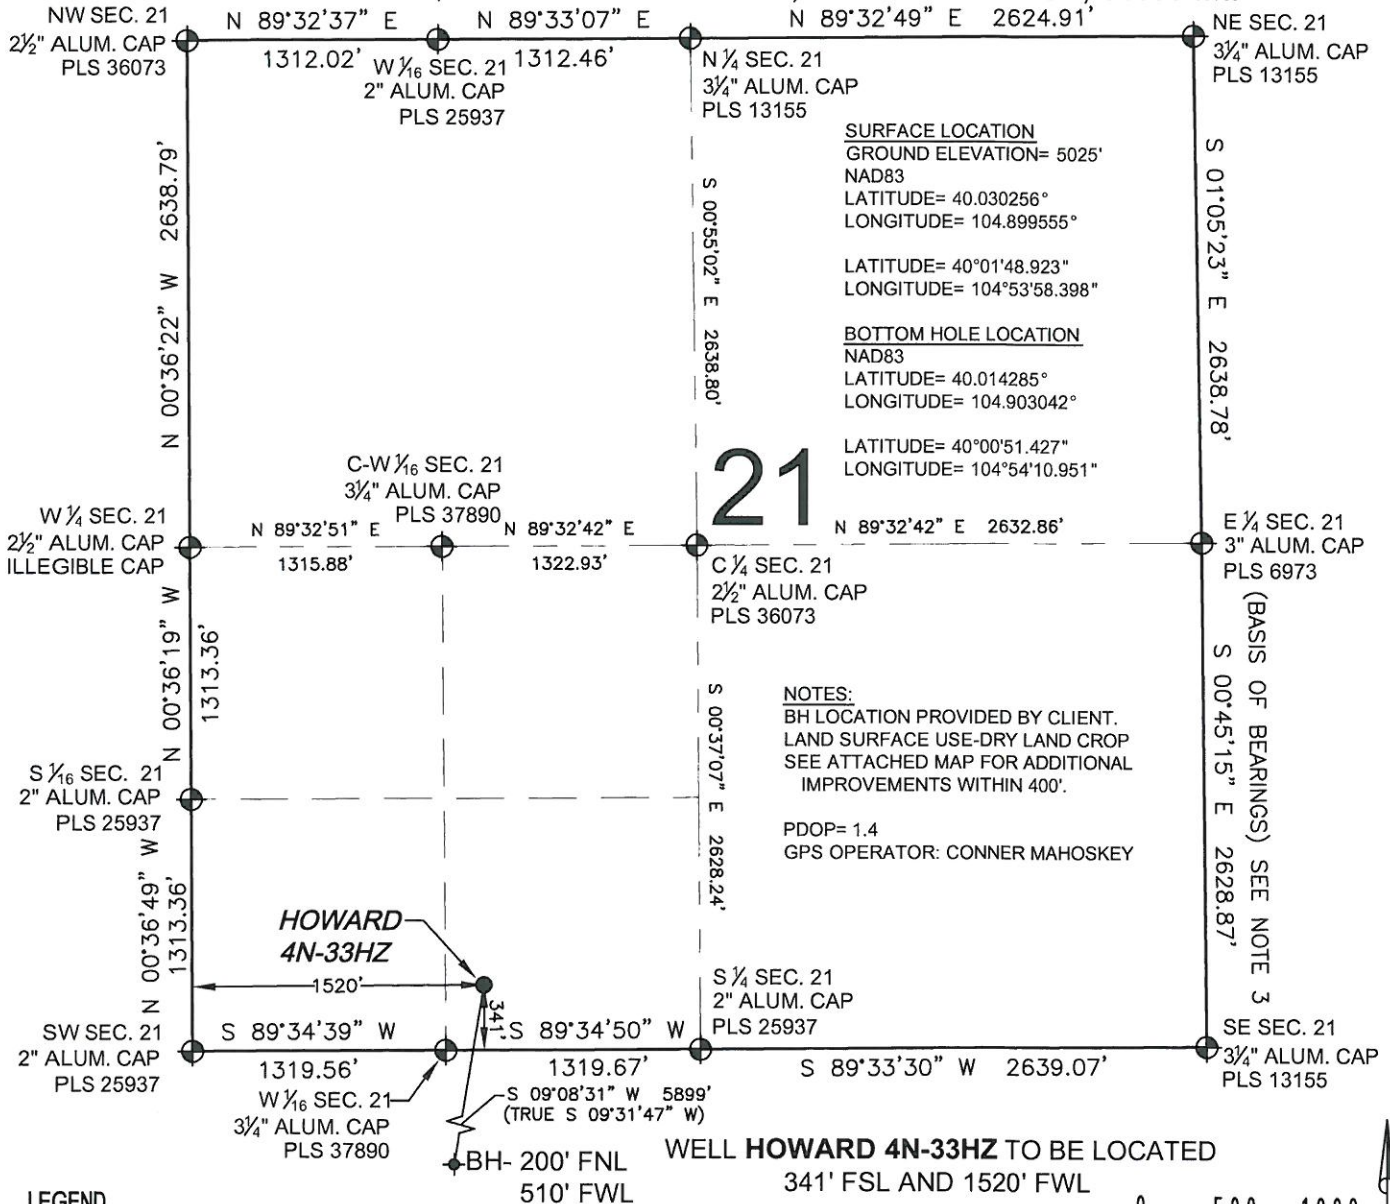 NW SEC. 21
2½" ALUM. CAP
PLS 36073
N 89°32'37" E
1312.02'
W 1⁄16 SEC. 21
2" ALUM. CAP
PLS 25937
N 89°33'07" E
1312.46'
N ¼ SEC. 21
3¼" ALUM. CAP
PLS 13155
N 89°32'49" E 2624.91'
NE SEC. 21
3¼" ALUM. CAP
PLS 13155
N 00°36'22" W 2638.79'
S 00°55'02" E 2638.80'
S 01°05'23" E 2638.78'
SURFACE LOCATION
GROUND ELEVATION= 5025'
NAD83
LATITUDE= 40.030256°
LONGITUDE= 104.899555°
LATITUDE= 40°01'48.923"
LONGITUDE= 104°53'58.398"
BOTTOM HOLE LOCATION
NAD83
LATITUDE= 40.014285°
LONGITUDE= 104.903042°
LATITUDE= 40°00'51.427"
LONGITUDE= 104°54'10.951"
21
W ¼ SEC. 21
2½" ALUM. CAP
ILLEGIBLE CAP
C-W 1⁄16 SEC. 21
3¼" ALUM. CAP
PLS 37890
N 89°32'51" E
1315.88'
N 89°32'42" E
1322.93'
C ¼ SEC. 21
2½" ALUM. CAP
PLS 36073
N 89°32'42" E 2632.86'
E ¼ SEC. 21
3" ALUM. CAP
PLS 6973
N 00°36'19" W
1313.36'
S 00°37'07" E 2628.24'
S 00°45'15" E 2628.87'
(BASIS OF BEARINGS) SEE NOTE 3
NOTES:
BH LOCATION PROVIDED BY CLIENT.
LAND SURFACE USE-DRY LAND CROP
SEE ATTACHED MAP FOR ADDITIONAL
IMPROVEMENTS WITHIN 400'.
PDOP= 1.4
GPS OPERATOR: CONNER MAHOSKEY
S 1⁄16 SEC. 21
2" ALUM. CAP
PLS 25937
N 00°36'49" W
1313.36'
HOWARD
4N-33HZ
1520'
341'
SW SEC. 21
2" ALUM. CAP
PLS 25937
S 89°34'39" W
1319.56'
W 1⁄16 SEC. 21
3¼" ALUM. CAP
PLS 37890
S 89°34'50" W
1319.67'
S ¼ SEC. 21
2" ALUM. CAP
PLS 25937
S 89°33'30" W 2639.07'
SE SEC. 21
3¼" ALUM. CAP
PLS 13155
S 09°08'31" W 5899'
(TRUE S 09°31'47" W)
BH- 200' FNL
510' FWL
WELL HOWARD 4N-33HZ TO BE LOCATED
341' FSL AND 1520' FWL
LEGEND